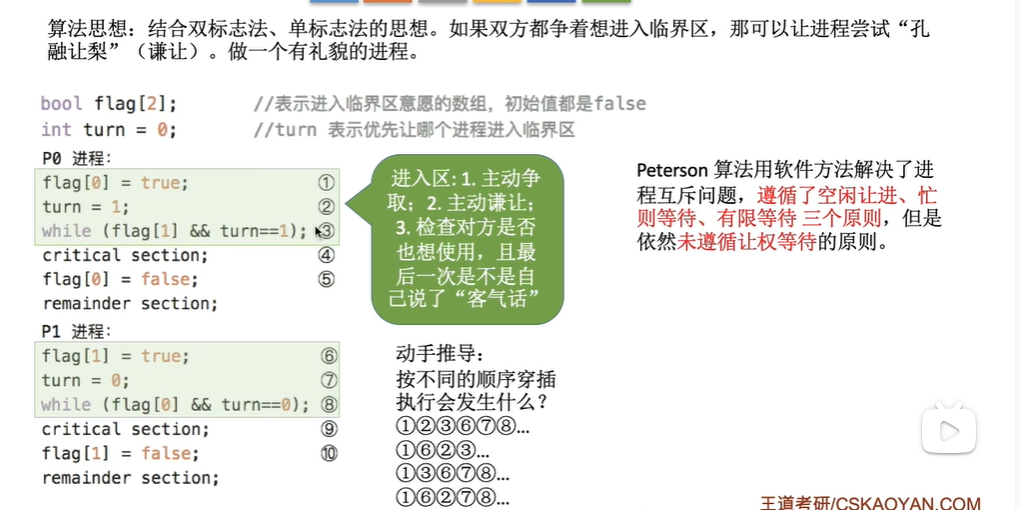 算法思想：结合双标志法、单标志法的思想。如果双方都争着想进入临界区，那可以让进程尝试“孔
融让梨”（谦让）。做一个有礼貌的进程。
bool flag[2];        //表示进入临界区意愿的数组，初始值都是false
int turn = 0;        //turn 表示优先让哪个进程进入临界区
P0 进程：
flag[0] = true;        ①
turn = 1;        ②
while (flag[1] && turn==1);        ③
critical section;        ④
flag[0] = false;        ⑤
remainder section;
P1 进程：
flag[1] = true;        ⑥
turn = 0;        ⑦
while (flag[0] && turn==0);        ⑧
critical section;        ⑨
flag[1] = false;        ⑩
remainder section;
进入区：1. 主动争
取；2. 主动谦让；
3. 检查对方是否
也想使用，且最
后一次是不是自
己说了“客气话”
动手推导：
按不同的顺序穿插
执行会发生什么？
①②③⑥⑦⑧…
①⑥②③…
①③⑥⑦⑧…
①⑥②⑦⑧…
Peterson 算法用软件方法解决了进
程互斥问题，遵循了空闲让进、忙
则等待、有限等待 三个原则，但是
依然未遵循让权等待的原则。
王道考研/CSKAOYAN.COM